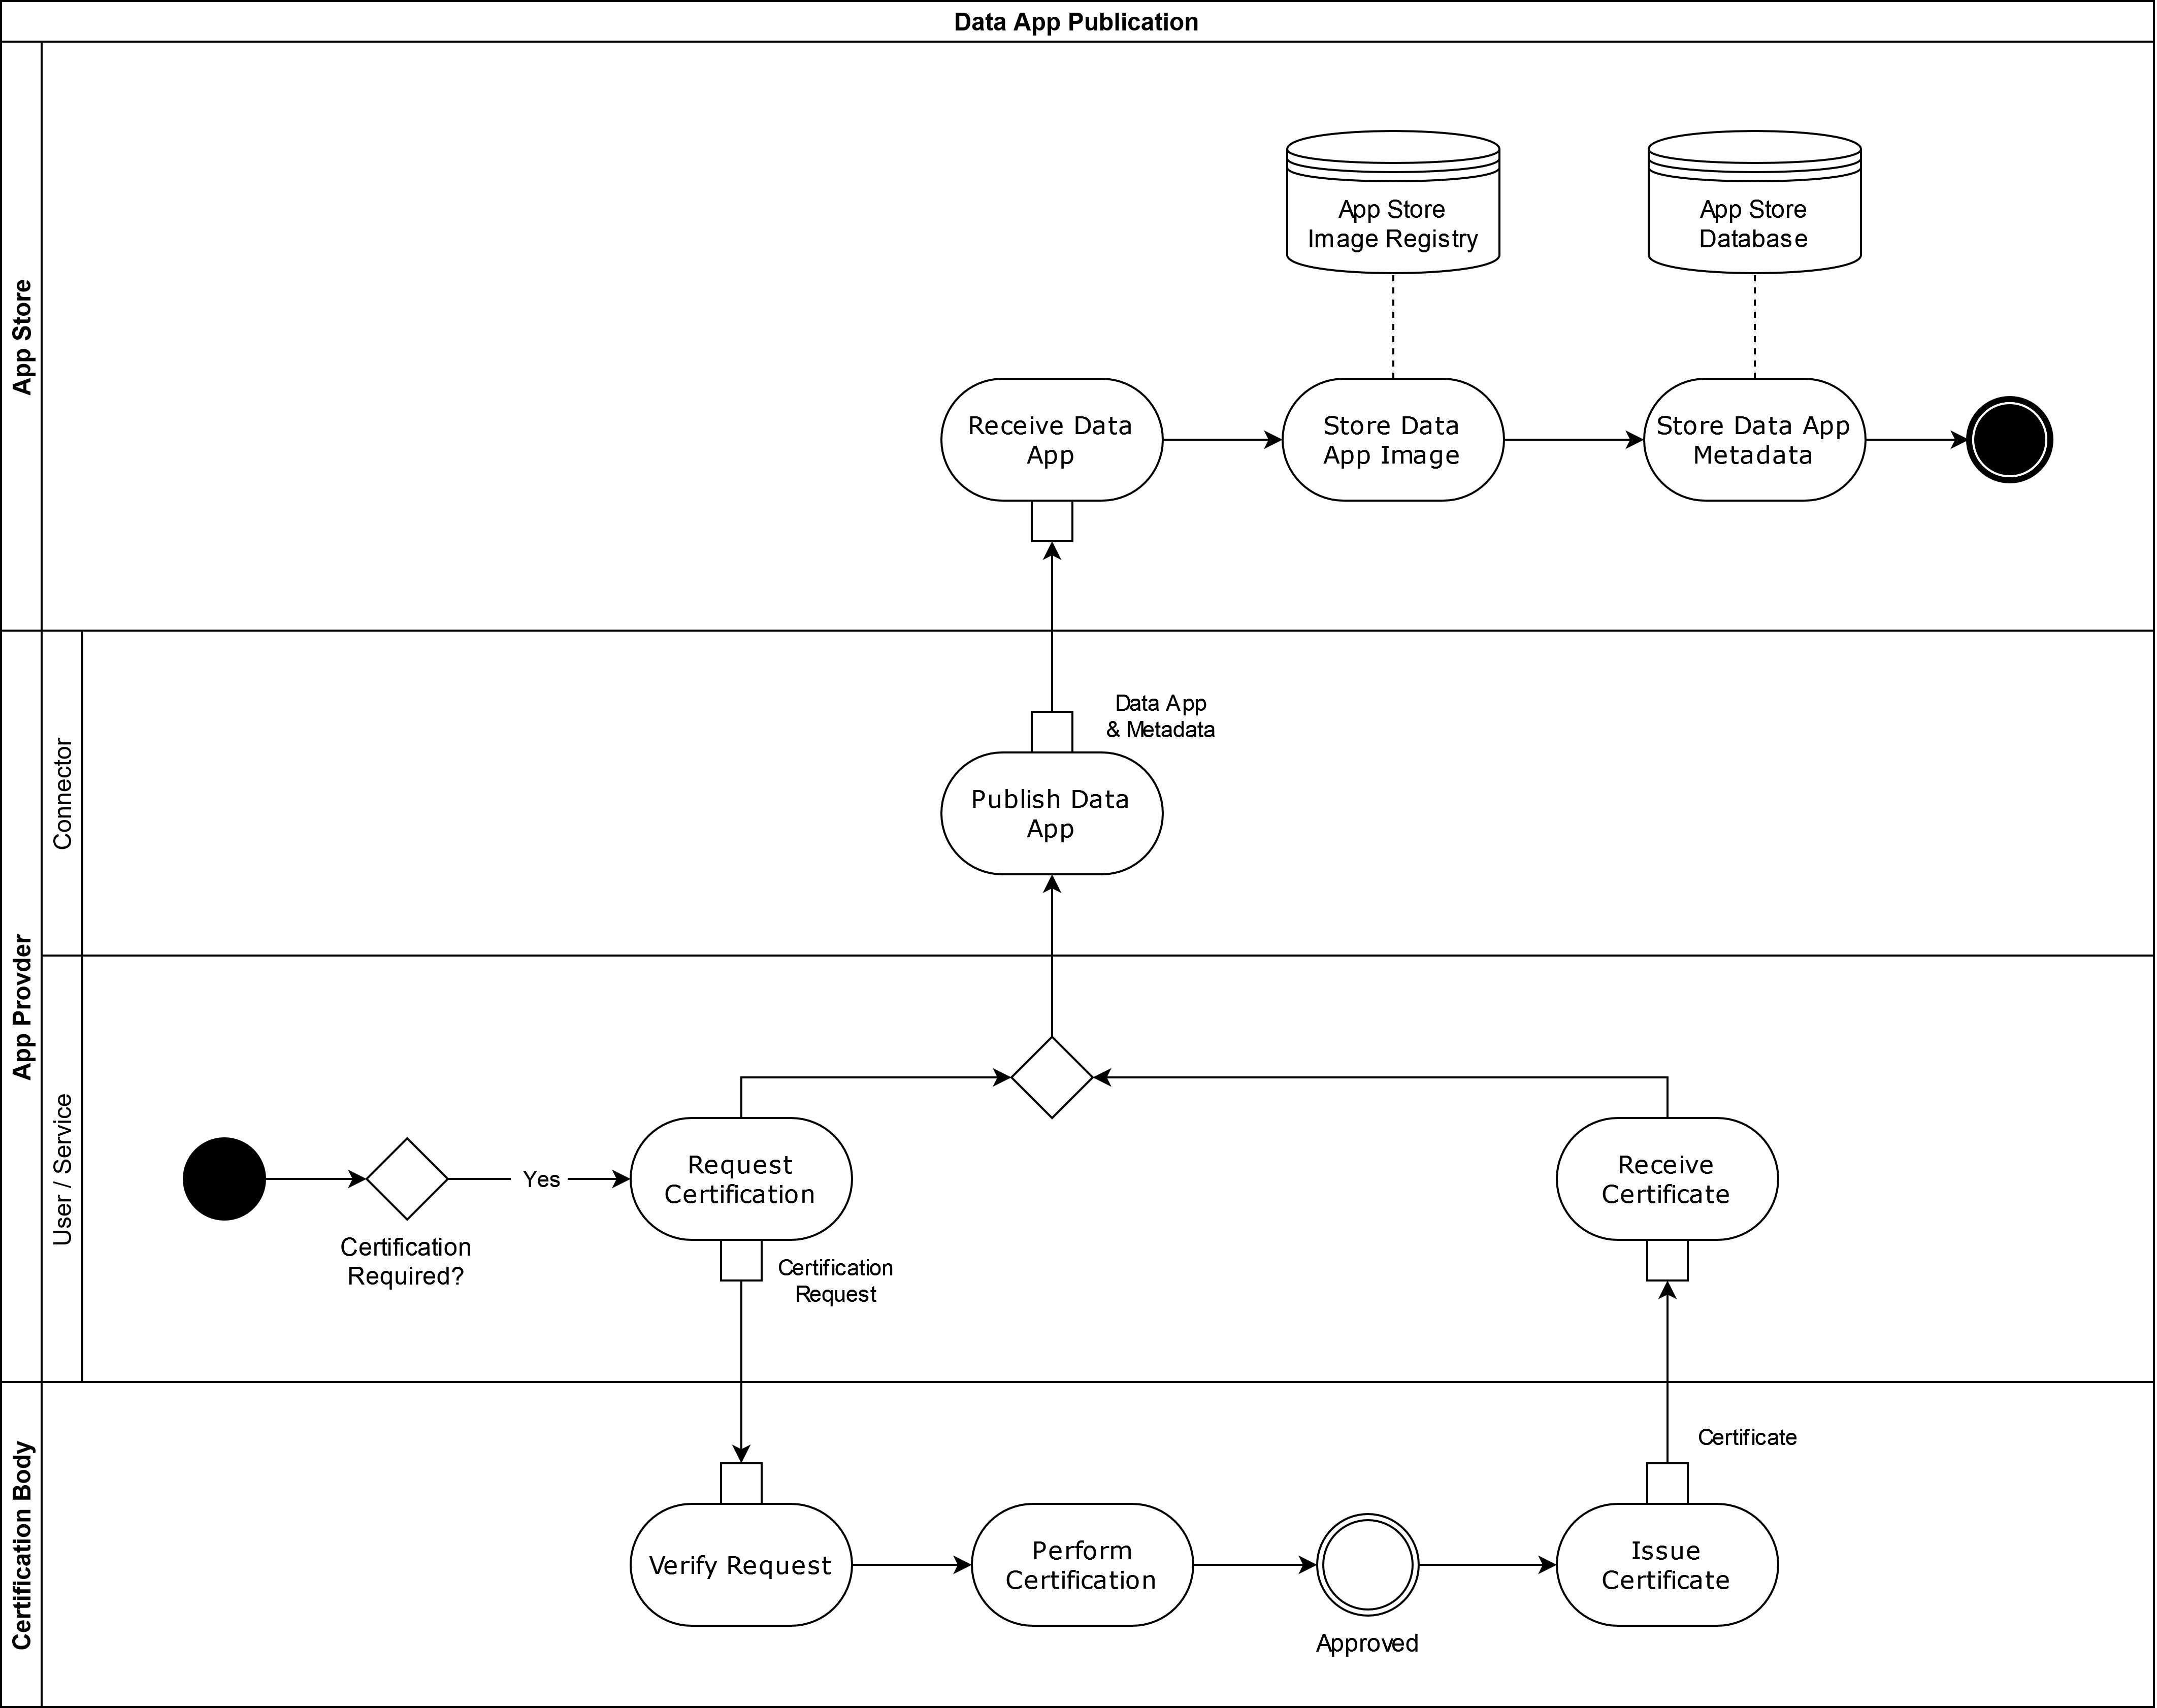 Data App Publication
App Store
App Store
Image Registry
App Store
Database
Receive Data
App
Store Data
App Image
Store Data App
Metadata
App Provder
Connector
Data App
& Metadata
Publish Data
App
User / Service
Certification
Required?
Yes
Request
Certification
Certification
Request
Receive
Certificate
Certification Body
Certificate
Verify Request
Perform
Certification
Approved
Issue
Certificate